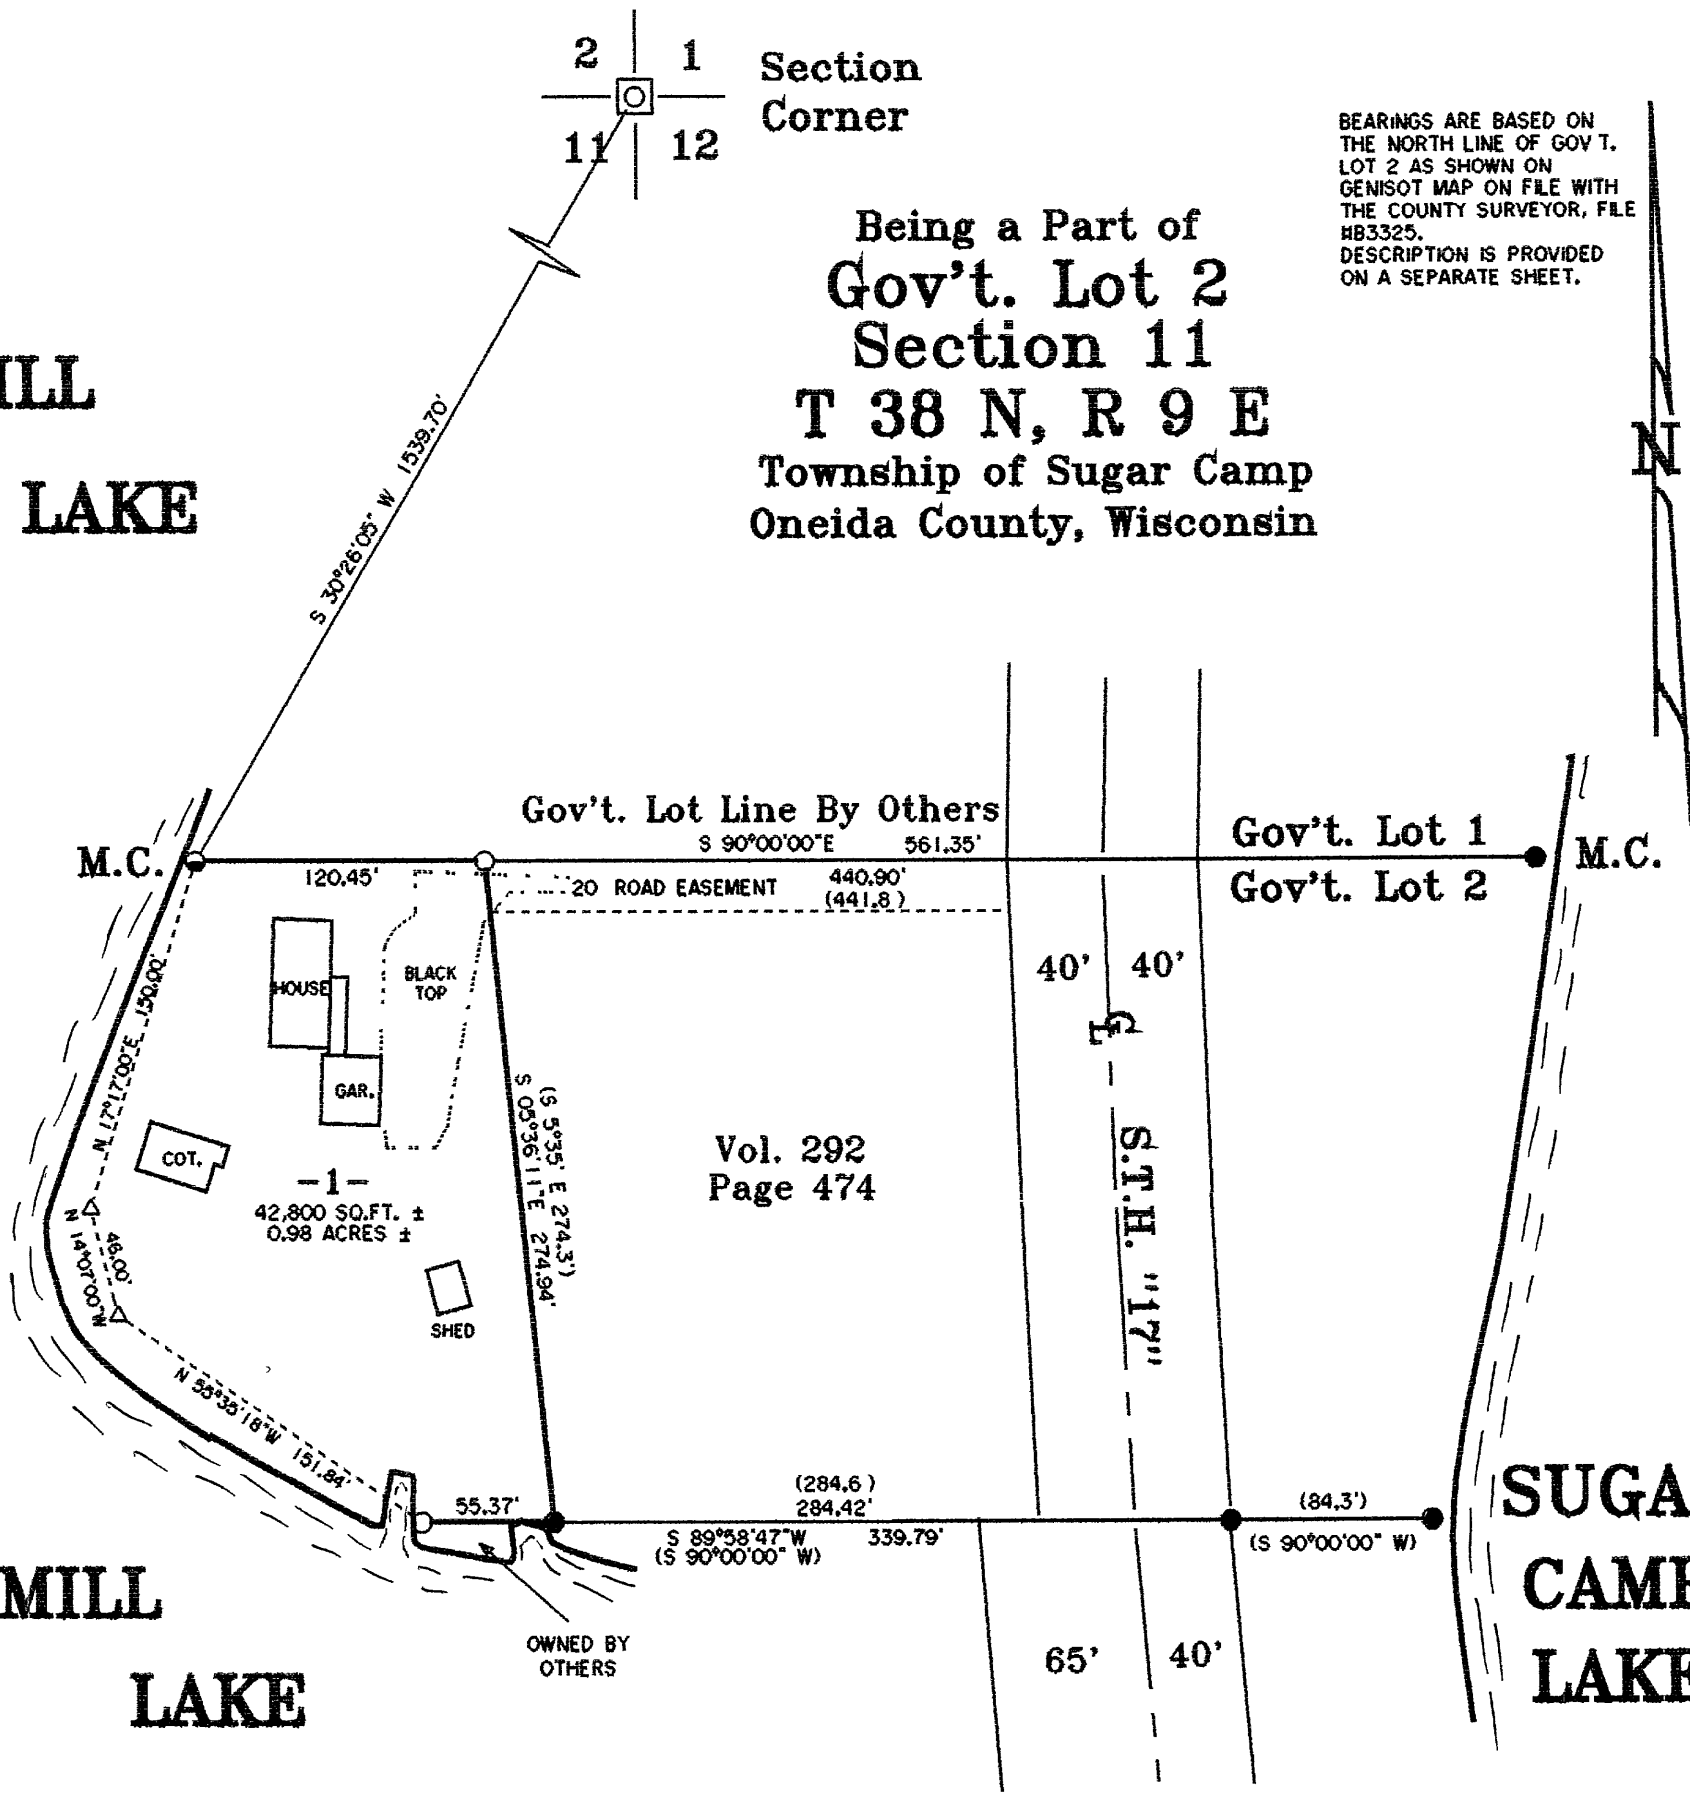 2 1
11 12
Section
Corner
BEARINGS ARE BASED ON
THE NORTH LINE OF GOV T.
LOT 2 AS SHOWN ON
GENISOT MAP ON FILE WITH
THE COUNTY SURVEYOR, FILE
#B3325.
DESCRIPTION IS PROVIDED
ON A SEPARATE SHEET.
Being a Part of
Gov't. Lot 2
Section 11
T 38 N, R 9 E
Township of Sugar Camp
Oneida County, Wisconsin
N
ILL
LAKE
S 30°26'05" W 1539.70'
Gov't. Lot Line By Others
S 90°00'00"E 561.35'
Gov't. Lot 1
M.C.
M.C.
120.45'
20 ROAD EASEMENT
440.90'
(441.8 )
Gov't. Lot 2
40' 40'
HOUSE
BLACK
TOP
GAR.
COT.
N 17°17'00"E 150.00'
-1-
42,800 SQ.FT. ±
0.98 ACRES ±
(S 5°35' E 274.3')
S 05°36'11"E 274.94'
Vol. 292
Page 474
CL
S.T.H. "17"
46.00'
N 14°07'00"W
SHED
N 55°35'18"W 151.84'
55.37'
(284.6 )
284.42'
S 89°58'47"W 339.79'
(S 90°00'00" W)
(84.3')
(S 90°00'00" W)
SUGA
CAMP
LAKE
MILL
LAKE
OWNED BY
OTHERS
65' 40'